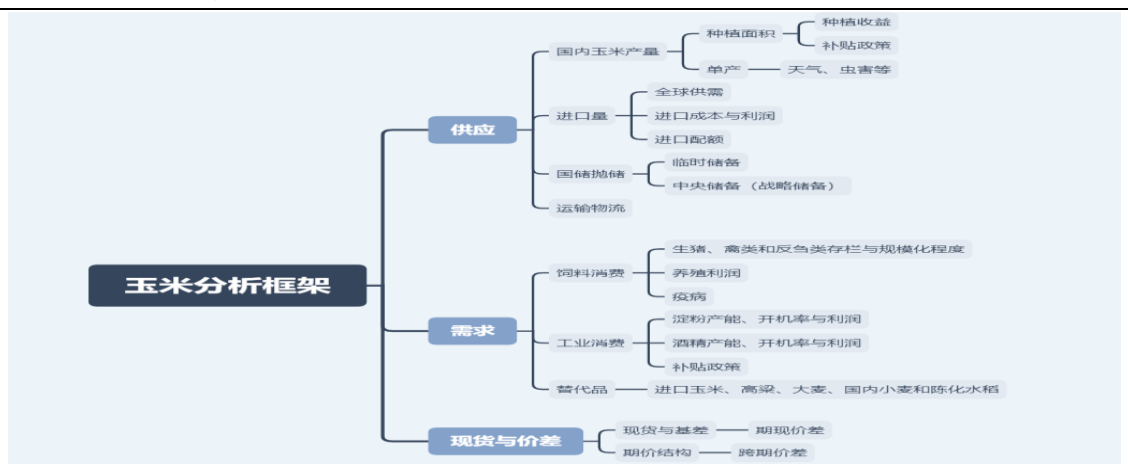 玉米分析框架
供应
国内玉米产量
种植面积
种植收益
补贴政策
单产
天气、虫害等
进口量
全球供需
进口成本与利润
进口配额
国储抛储
临时储备
中央储备（战略储备）
运输物流
需求
饲料消费
生猪、禽类和反刍类存栏与规模化程度
养殖利润
疫病
工业消费
淀粉产能、开机率与利润
酒精产能、开机率与利润
补贴政策
替代品
进口玉米、高粱、大麦、国内小麦和陈化水稻
现货与价差
现货与基差
期现价差
期价结构
跨期价差